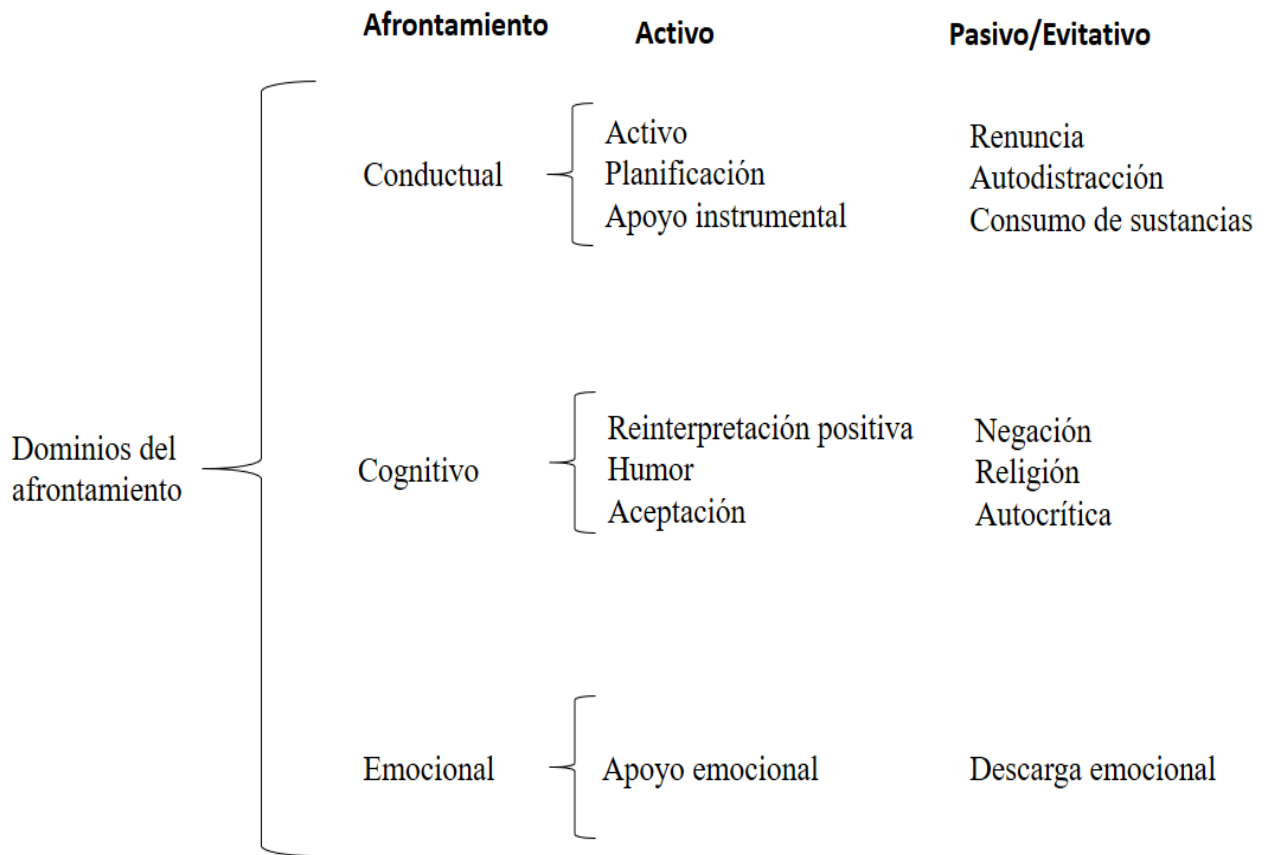 Afrontamiento Activo Pasivo/Evitativo
Activo Renuncia
Conductual Planificación Autodistracción
Apoyo instrumental Consumo de sustancias
Reinterpretación positiva Negación
Dominios del
afrontamiento
Cognitivo Humor Religión
Aceptación Autocrítica
Emocional Apoyo emocional Descarga emocional